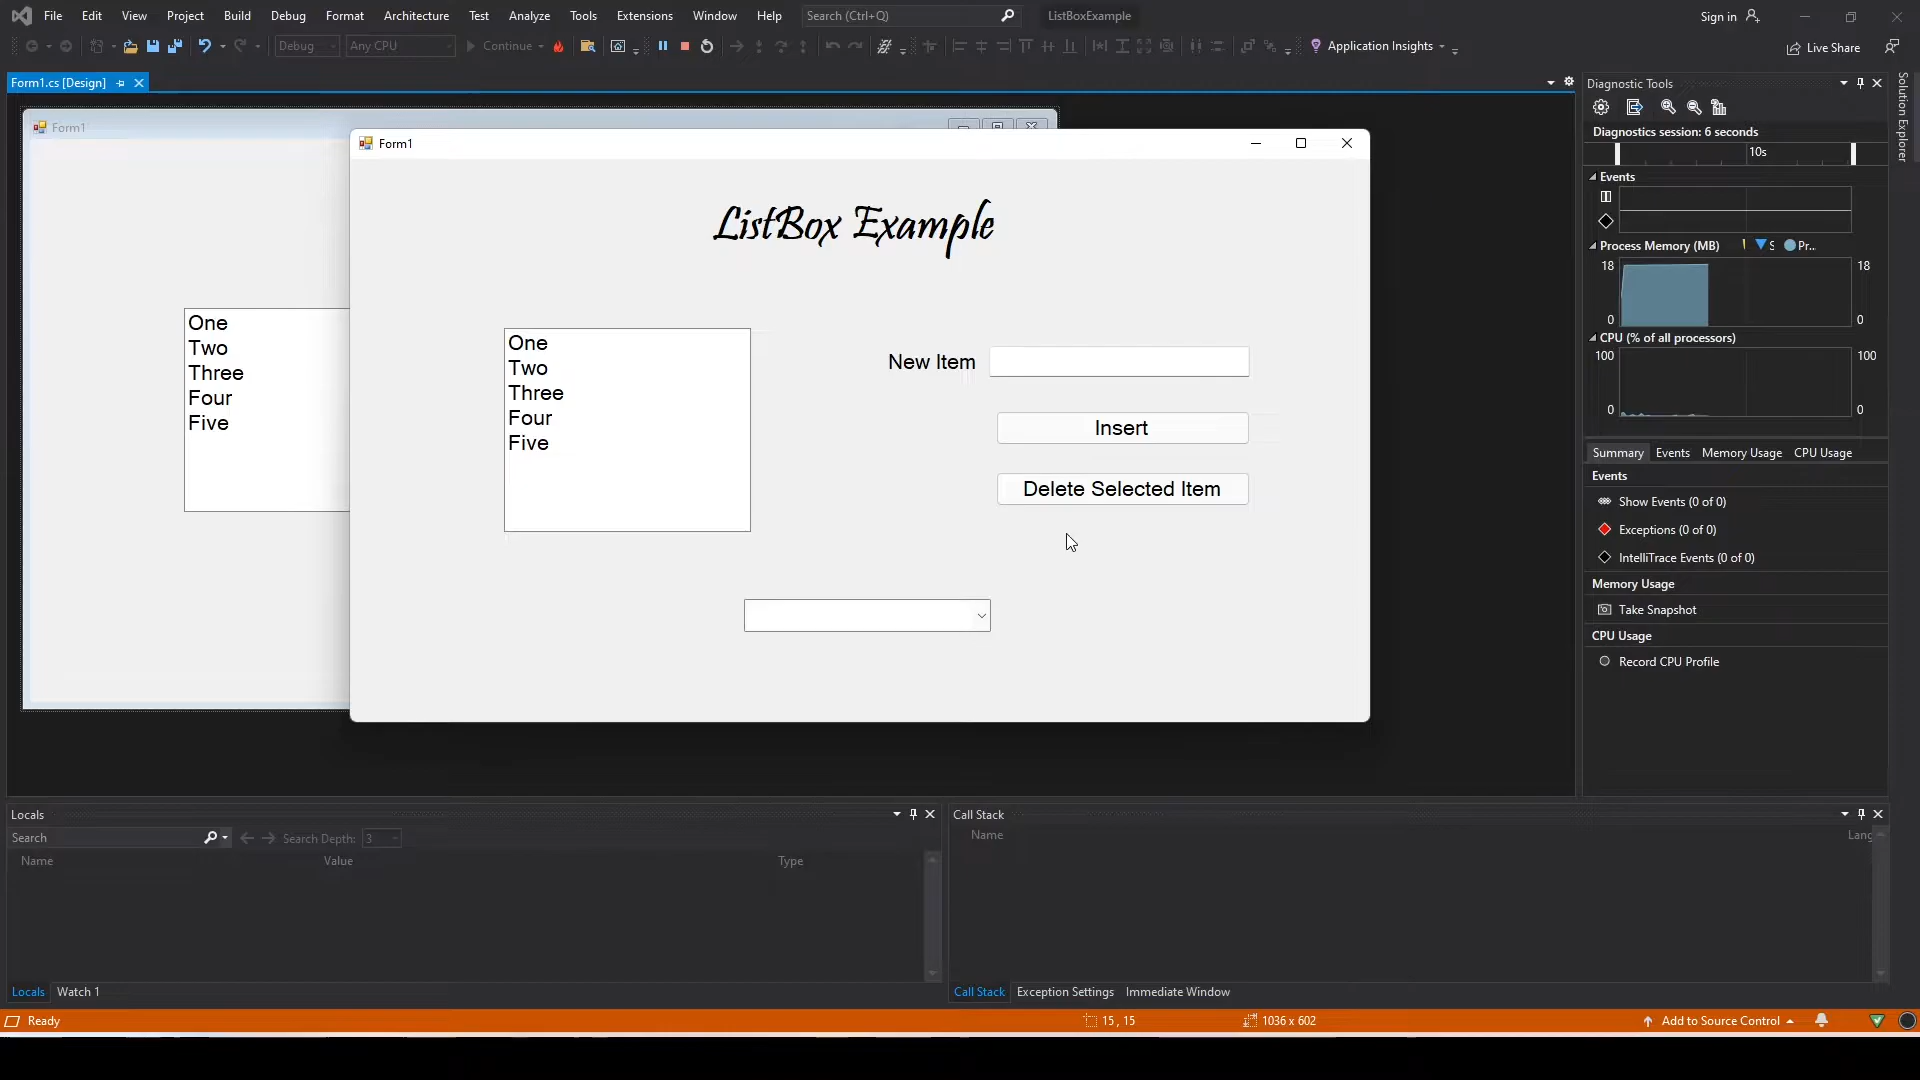 File Edit View Project Build Debug Format Architecture Test Analyze Tools Extensions Window Help Search (Ctrl+Q) ListBoxExample Sign in
Debug Any CPU Continue Application Insights Live Share
Form1.cs [Design]
Form1
One
Two
Three
Four
Five
Form1
ListBox Example
One
Two
Three
Four
Five
New Item
Insert
Delete Selected Item
Diagnostic Tools
Diagnostics session: 6 seconds
10s
Events
Process Memory (MB) S Pr...
18 18
0 0
CPU (% of all processors)
100 100
0 0
Summary Events Memory Usage CPU Usage
Events
Show Events (0 of 0)
Exceptions (0 of 0)
IntelliTrace Events (0 of 0)
Memory Usage
Take Snapshot
CPU Usage
Record CPU Profile
Solution Explorer
Locals
Search Search Depth: 3
Name Value Type
Locals Watch 1
Call Stack
Name Lang
Call Stack Exception Settings Immediate Window
Ready 15 , 15 1036 x 602 Add to Source Control